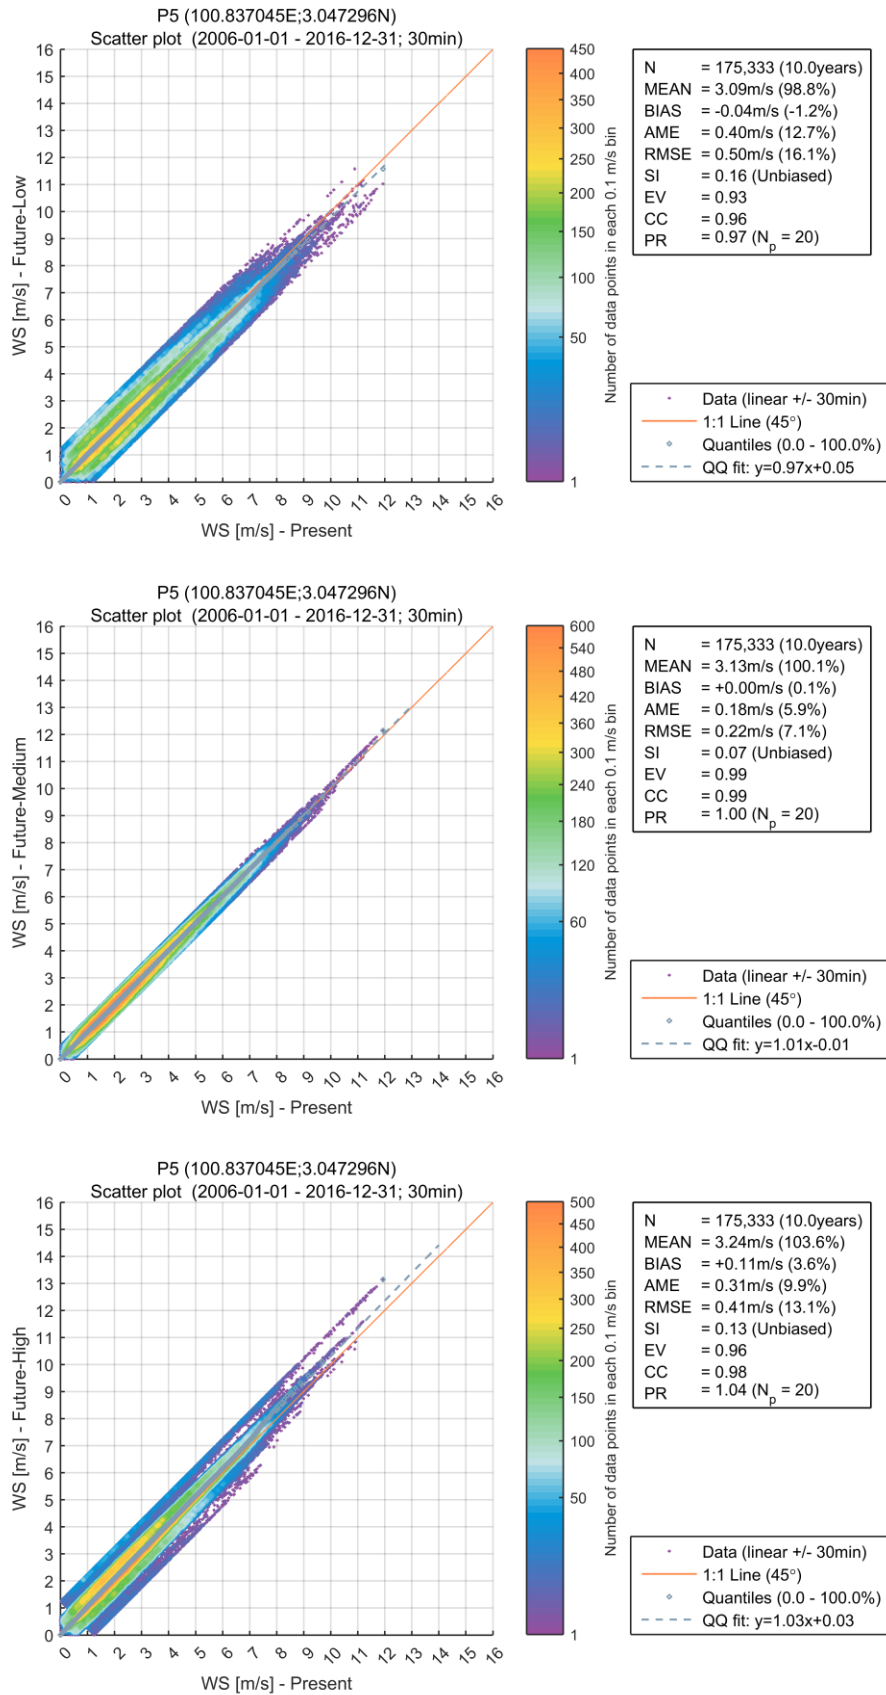 P5 (100.837045E;3.047296N)
Scatter plot (2006-01-01 - 2016-12-31; 30min)
WS [m/s] - Future-Low
16
15
14
13
12
11
10
9
8
7
6
5
4
3
2
1
0
0 1 2 3 4 5 6 7 8 9 10 11 12 13 14 15 16
WS [m/s] - Present
450
400
350
300
250
200
150
100
50
1
Number of data points in each 0.1 m/s bin
N = 175,333 (10.0years)
MEAN = 3.09m/s (98.8%)
BIAS = -0.04m/s (-1.2%)
AME = 0.40m/s (12.7%)
RMSE = 0.50m/s (16.1%)
SI = 0.16 (Unbiased)
EV = 0.93
CC = 0.96
PR = 0.97 (N_p = 20)
Data (linear +/- 30min)
1:1 Line (45°)
Quantiles (0.0 - 100.0%)
QQ fit: y=0.97x+0.05
P5 (100.837045E;3.047296N)
Scatter plot (2006-01-01 - 2016-12-31; 30min)
WS [m/s] - Future-Medium
16
15
14
13
12
11
10
9
8
7
6
5
4
3
2
1
0
0 1 2 3 4 5 6 7 8 9 10 11 12 13 14 15 16
WS [m/s] - Present
600
540
480
420
360
300
240
180
120
60
1
Number of data points in each 0.1 m/s bin
N = 175,333 (10.0years)
MEAN = 3.13m/s (100.1%)
BIAS = +0.00m/s (0.1%)
AME = 0.18m/s (5.9%)
RMSE = 0.22m/s (7.1%)
SI = 0.07 (Unbiased)
EV = 0.99
CC = 0.99
PR = 1.00 (N_p = 20)
Data (linear +/- 30min)
1:1 Line (45°)
Quantiles (0.0 - 100.0%)
QQ fit: y=1.01x-0.01
P5 (100.837045E;3.047296N)
Scatter plot (2006-01-01 - 2016-12-31; 30min)
WS [m/s] - Future-High
16
15
14
13
12
11
10
9
8
7
6
5
4
3
2
1
0
0 1 2 3 4 5 6 7 8 9 10 11 12 13 14 15 16
WS [m/s] - Present
500
450
400
350
300
250
200
150
100
50
1
Number of data points in each 0.1 m/s bin
N = 175,333 (10.0years)
MEAN = 3.24m/s (103.6%)
BIAS = +0.11m/s (3.6%)
AME = 0.31m/s (9.9%)
RMSE = 0.41m/s (13.1%)
SI = 0.13 (Unbiased)
EV = 0.96
CC = 0.98
PR = 1.04 (N_p = 20)
Data (linear +/- 30min)
1:1 Line (45°)
Quantiles (0.0 - 100.0%)
QQ fit: y=1.03x+0.03